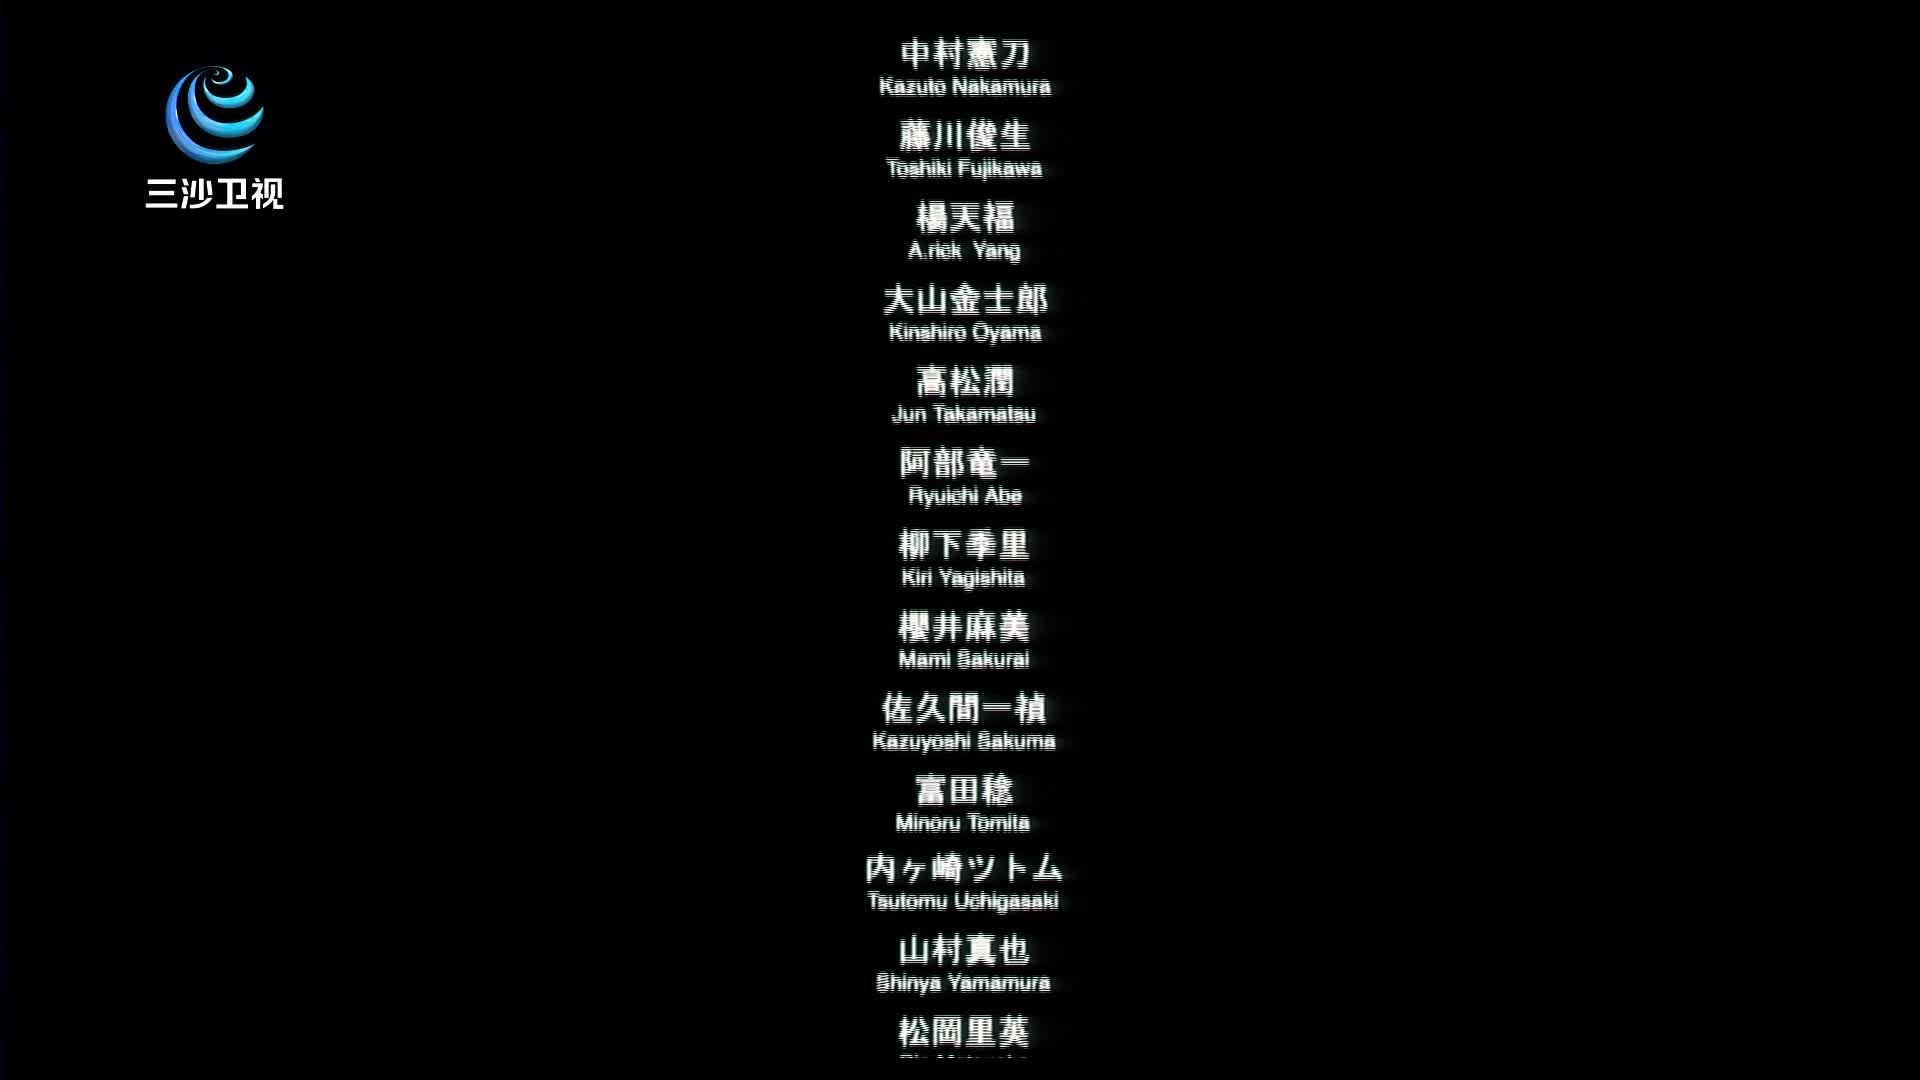 三沙卫视
中村憲刀
Kazuto Nakamura
藤川俊生
Toshiki Fujikawa
楊天福
A.rick Yang
大山金士郎
Kinshiro Oyama
高松潤
Jun Takamatsu
阿部竜一
Ryuichi Abe
柳下季里
Kiri Yagishita
櫻井麻美
Mami Sakurai
佐久間一禎
Kazuyoshi Sakuma
富田稔
Minoru Tomita
内ヶ崎ツトム
Tsutomu Uchigasaki
山村真也
Shinya Yamamura
松岡里英